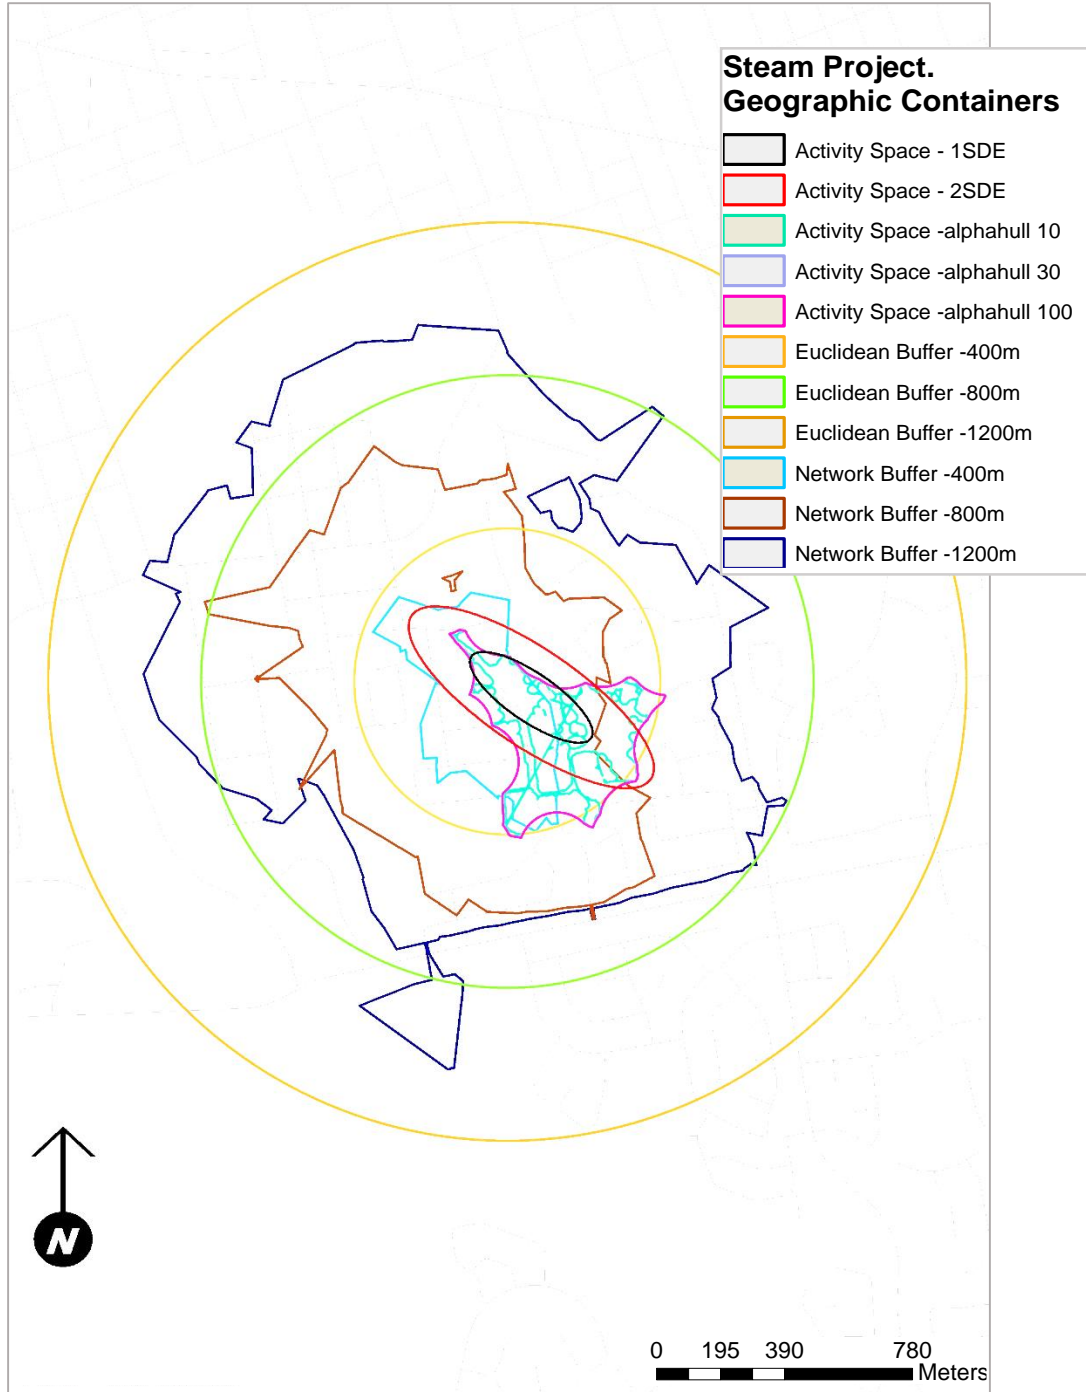 Steam Project.
Geographic Containers
Activity Space - 1SDE
Activity Space - 2SDE
Activity Space -alphahull 10
Activity Space -alphahull 30
Activity Space -alphahull 100
Euclidean Buffer -400m
Euclidean Buffer -800m
Euclidean Buffer -1200m
Network Buffer -400m
Network Buffer -800m
Network Buffer -1200m
N
0 195 390 780
Meters